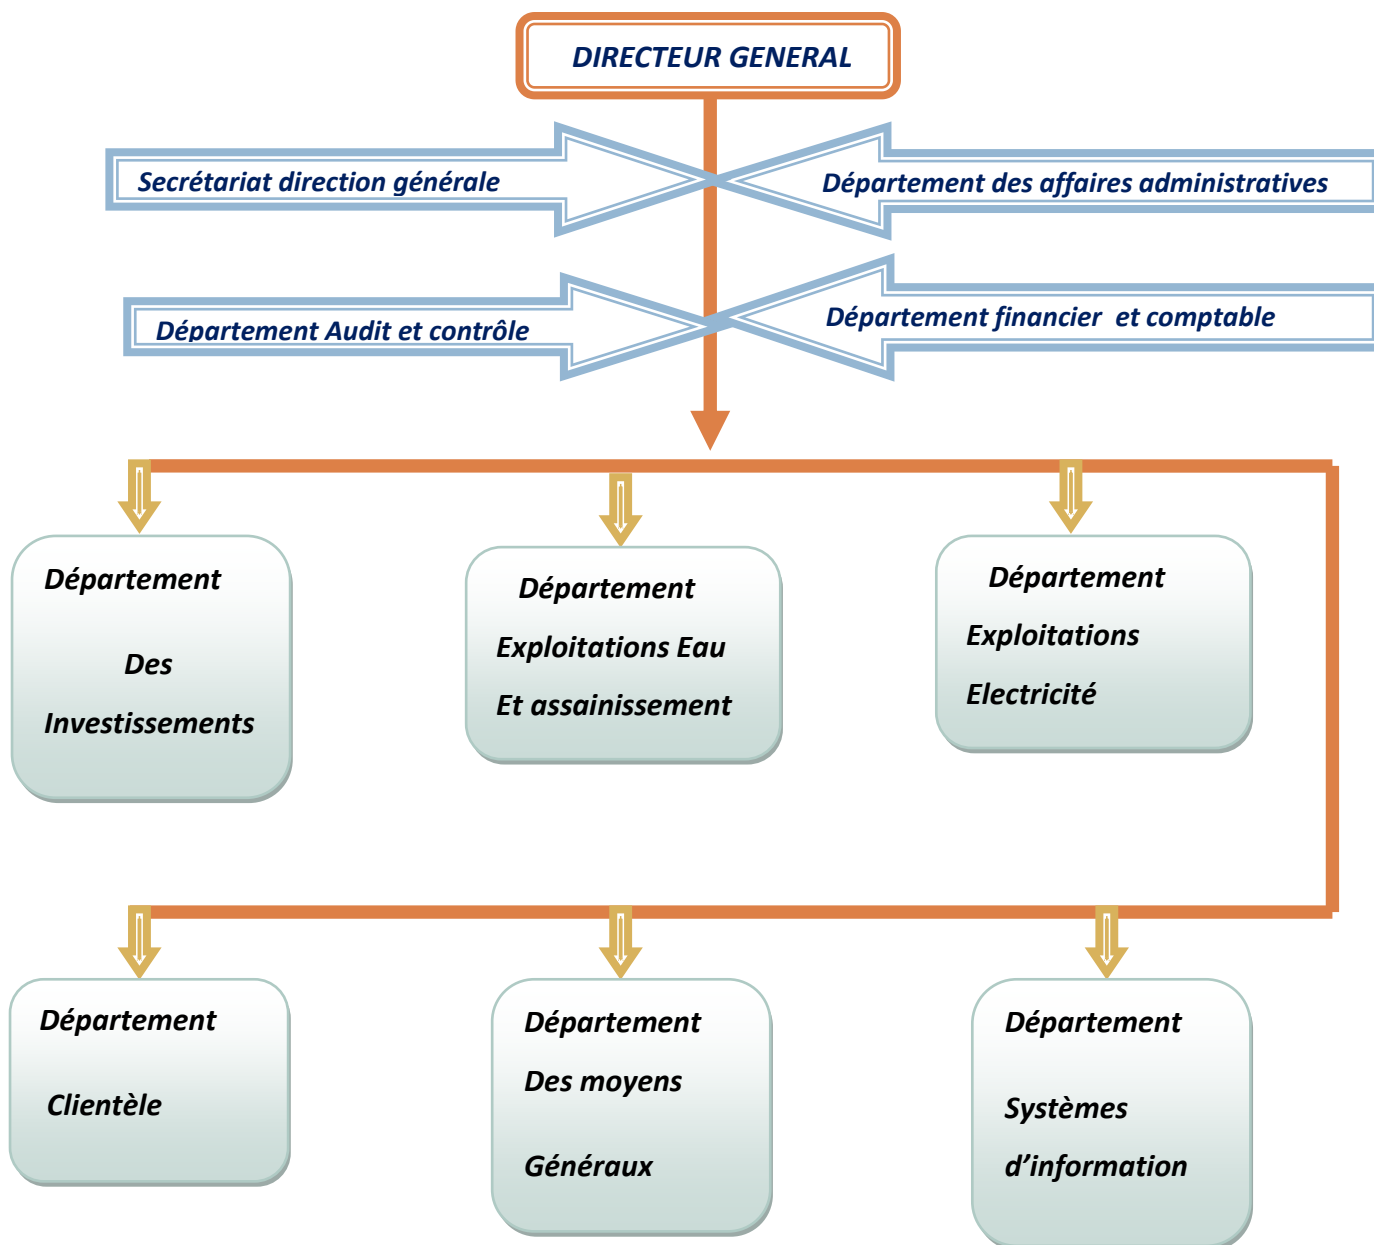 DIRECTEUR GENERAL
Secrétariat direction générale
Département des affaires administratives
Département Audit et contrôle
Département financier et comptable
Département
Des
Investissements
Département
Exploitations Eau
Et assainissement
Département
Exploitations
Electricité
Département
Clientèle
Département
Des moyens
Généraux
Département
Systèmes
d’information